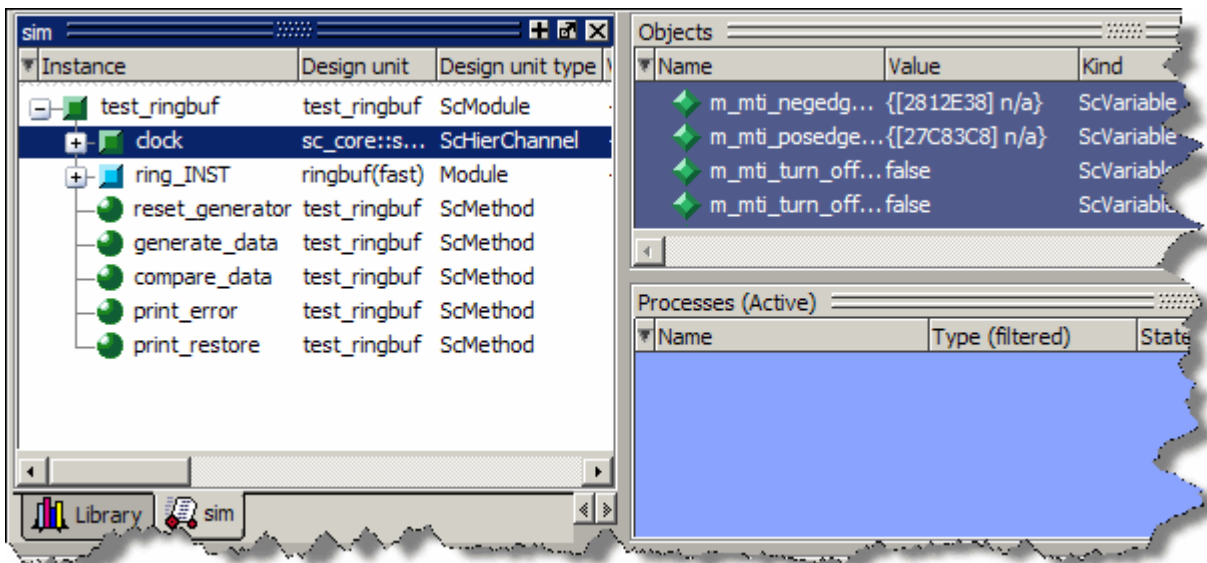 sim
Instance Design unit Design unit type
test_ringbuf test_ringbuf ScModule
clock sc_core::s... ScHierChannel
ring_INST ringbuf(fast) Module
reset_generator test_ringbuf ScMethod
generate_data test_ringbuf ScMethod
compare_data test_ringbuf ScMethod
print_error test_ringbuf ScMethod
print_restore test_ringbuf ScMethod
Library sim
Objects
Name Value Kind
m_mti_negedg... {[2812E38] n/a} ScVariable
m_mti_posedge... {[27C83C8] n/a} ScVariable
m_mti_turn_off... false ScVariable
m_mti_turn_off... false ScVariable
Processes (Active)
Name Type (filtered) State